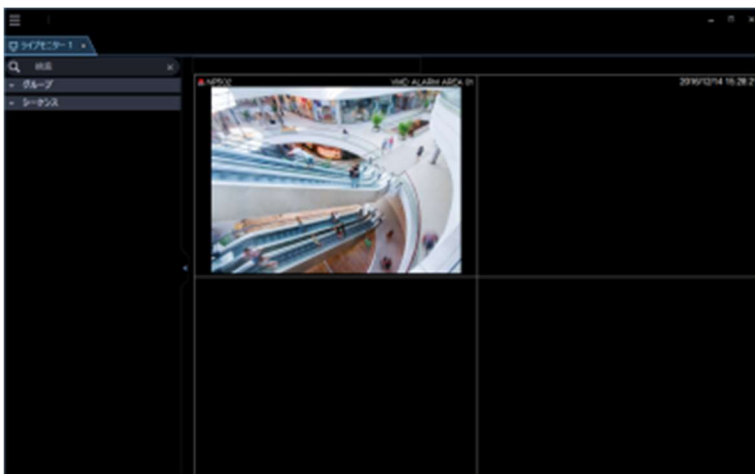 ライブモニター 1 ×
検索 ×
グループ
シーケンス
NP502 VMD ALARM AREA 01
2016/12/14 15:28:2